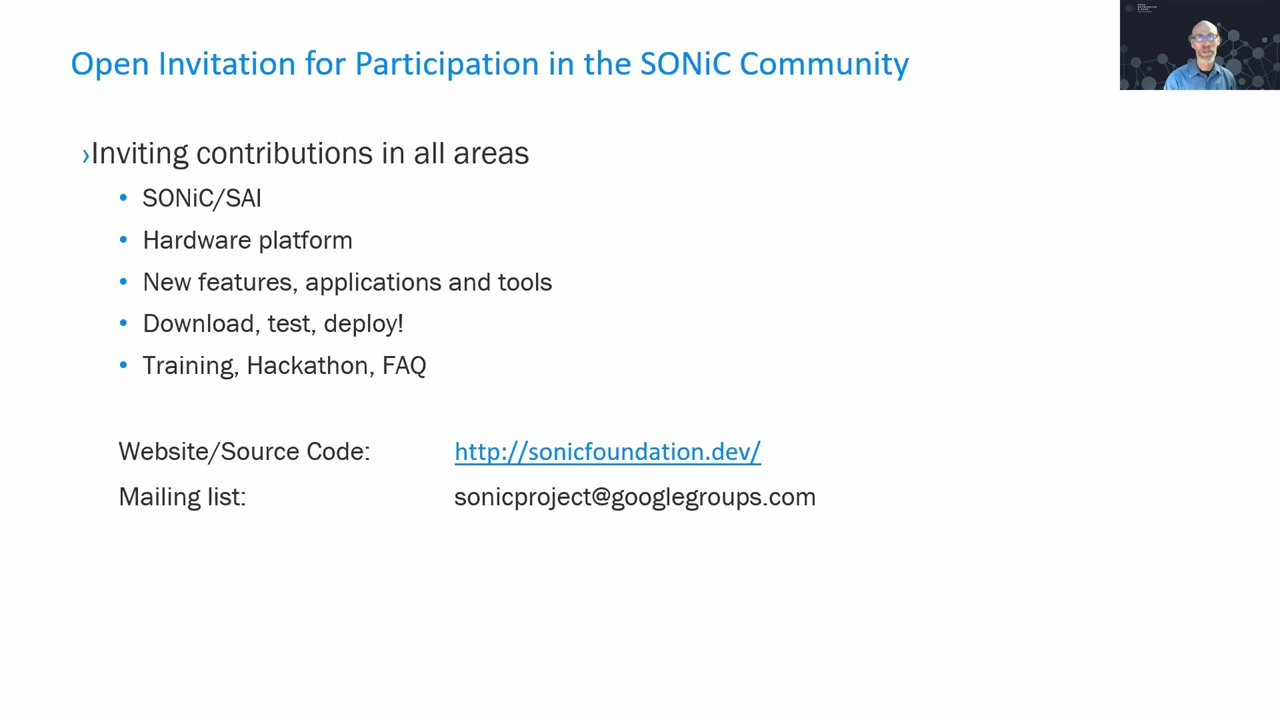 Open Invitation for Participation in the SONiC Community
›Inviting contributions in all areas
• SONiC/SAI
• Hardware platform
• New features, applications and tools
• Download, test, deploy!
• Training, Hackathon, FAQ
Website/Source Code: http://sonicfoundation.dev/
Mailing list: sonicproject@googlegroups.com